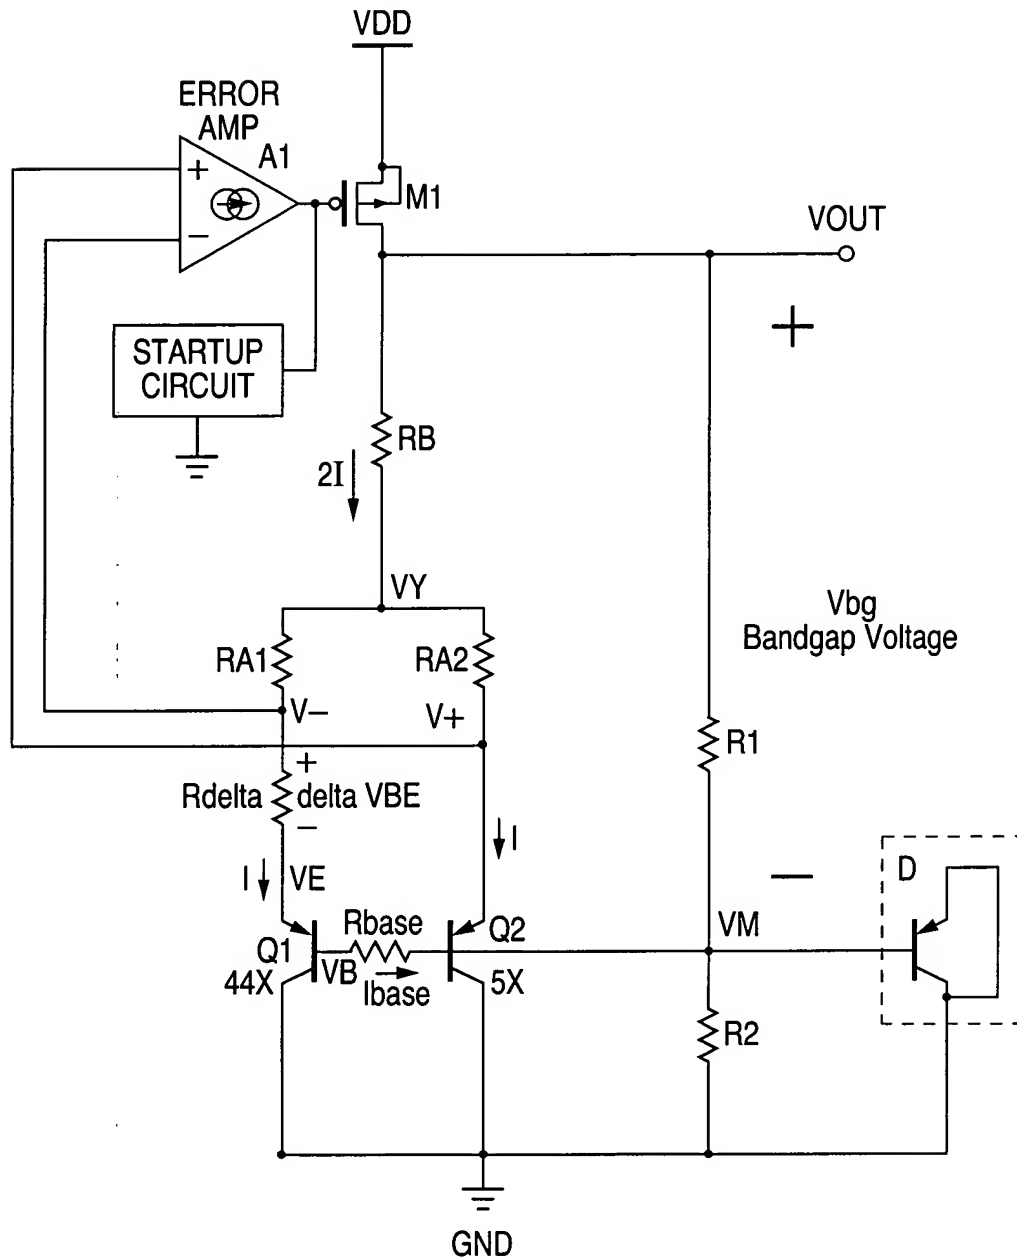 VDD
ERROR
AMP
A1
+
−
M1
VOUT
+
STARTUP
CIRCUIT
RB
2I
VY
Vbg
Bandgap Voltage
RA1
RA2
V−
V+
R1
+
Rdelta
delta VBE
−
I
−
D
I
VE
Rbase
Q2
VM
Q1
VB
44X
Ibase
5X
R2
GND